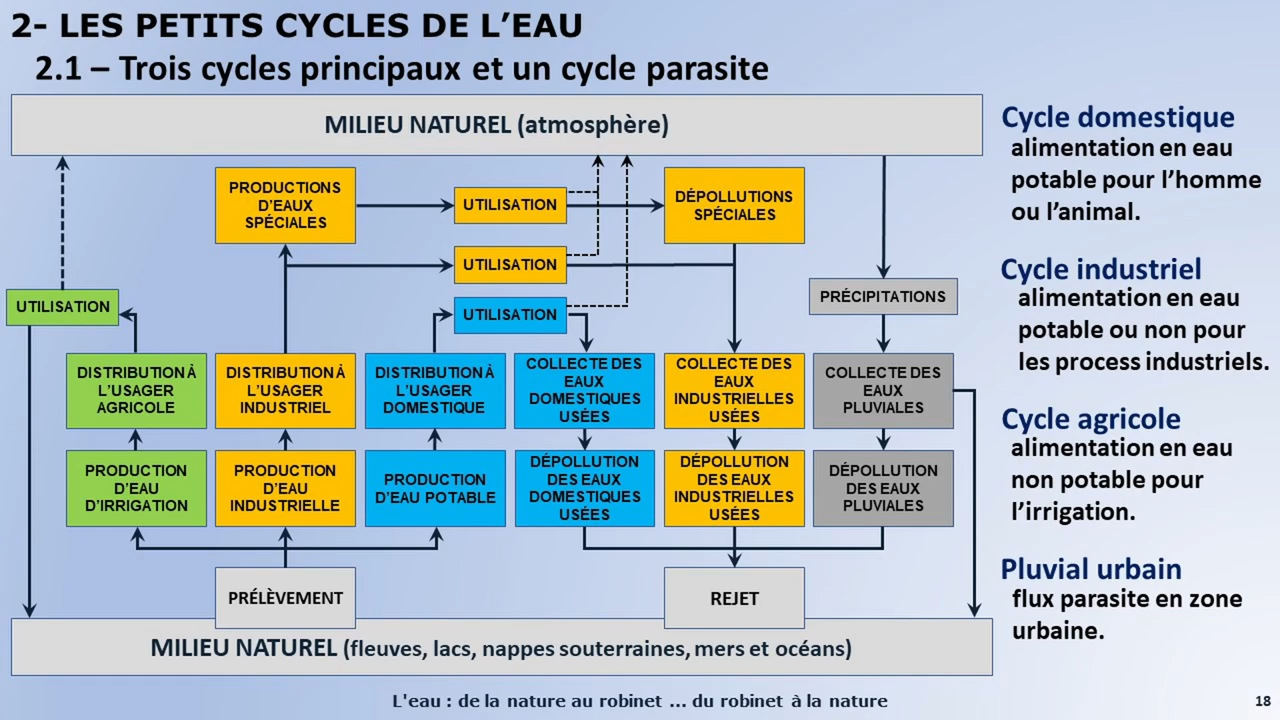 2- LES PETITS CYCLES DE L’EAU
2.1 – Trois cycles principaux et un cycle parasite
MILIEU NATUREL (atmosphère)
PRODUCTIONS
D’EAUX
SPÉCIALES
UTILISATION
DÉPOLLUTIONS
SPÉCIALES
UTILISATION
UTILISATION
UTILISATION
PRÉCIPITATIONS
DISTRIBUTION À
L’USAGER
AGRICOLE
DISTRIBUTION À
L’USAGER
INDUSTRIEL
DISTRIBUTION À
L’USAGER
DOMESTIQUE
COLLECTE DES
EAUX
DOMESTIQUES
USÉES
COLLECTE DES
EAUX
INDUSTRIELLES
USÉES
COLLECTE DES
EAUX
PLUVIALES
PRODUCTION
D’EAU
D’IRRIGATION
PRODUCTION
D’EAU
INDUSTRIELLE
PRODUCTION
D’EAU POTABLE
DÉPOLLUTION
DES EAUX
DOMESTIQUES
USÉES
DÉPOLLUTION
DES EAUX
INDUSTRIELLES
USÉES
DÉPOLLUTION
DES EAUX
PLUVIALES
PRÉLÈVEMENT
REJET
MILIEU NATUREL (fleuves, lacs, nappes souterraines, mers et océans)
Cycle domestique
alimentation en eau
potable pour l’homme
ou l’animal.
Cycle industriel
alimentation en eau
potable ou non pour
les process industriels.
Cycle agricole
alimentation en eau
non potable pour
l’irrigation.
Pluvial urbain
flux parasite en zone
urbaine.
L'eau : de la nature au robinet ... du robinet à la nature
18